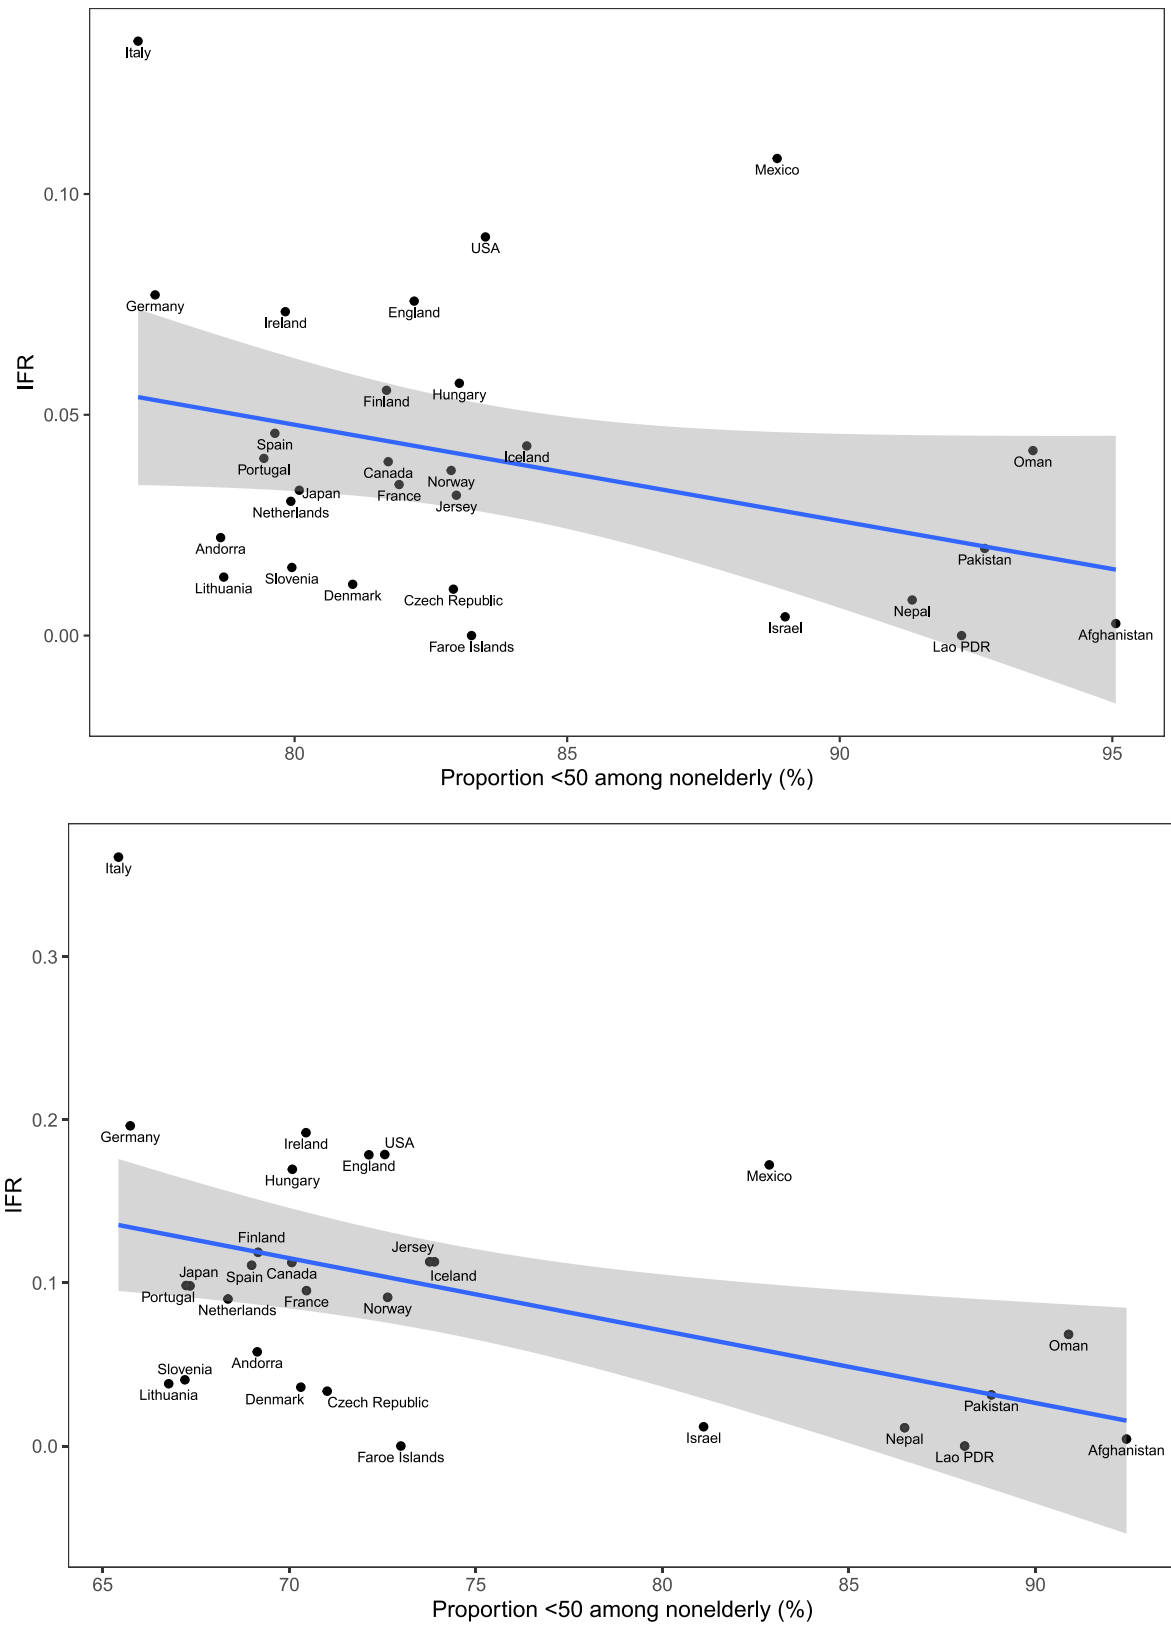 Italy
Mexico
0.10
USA
Germany
England
Ireland
IFR
Hungary
Finland
0.05
Spain
Iceland
Portugal
Canada
Oman
Norway
Japan
France
Jersey
Netherlands
Andorra
Pakistan
Slovenia
Lithuania
Denmark
Czech Republic
Nepal
Israel
0.00
Afghanistan
Faroe Islands
Lao PDR
80 85 90 95
Proportion <50 among nonelderly (%)
Italy
0.3
0.2
Germany
Ireland
USA
England
Hungary
Mexico
IFR
Finland
Jersey
Spain
Canada
Iceland
0.1
Japan
Portugal
Netherlands
France
Norway
Oman
Andorra
Slovenia
Lithuania
Denmark
Czech Republic
Pakistan
Israel
Nepal
0.0
Faroe Islands
Lao PDR
Afghanistan
65 70 75 80 85 90
Proportion <50 among nonelderly (%)